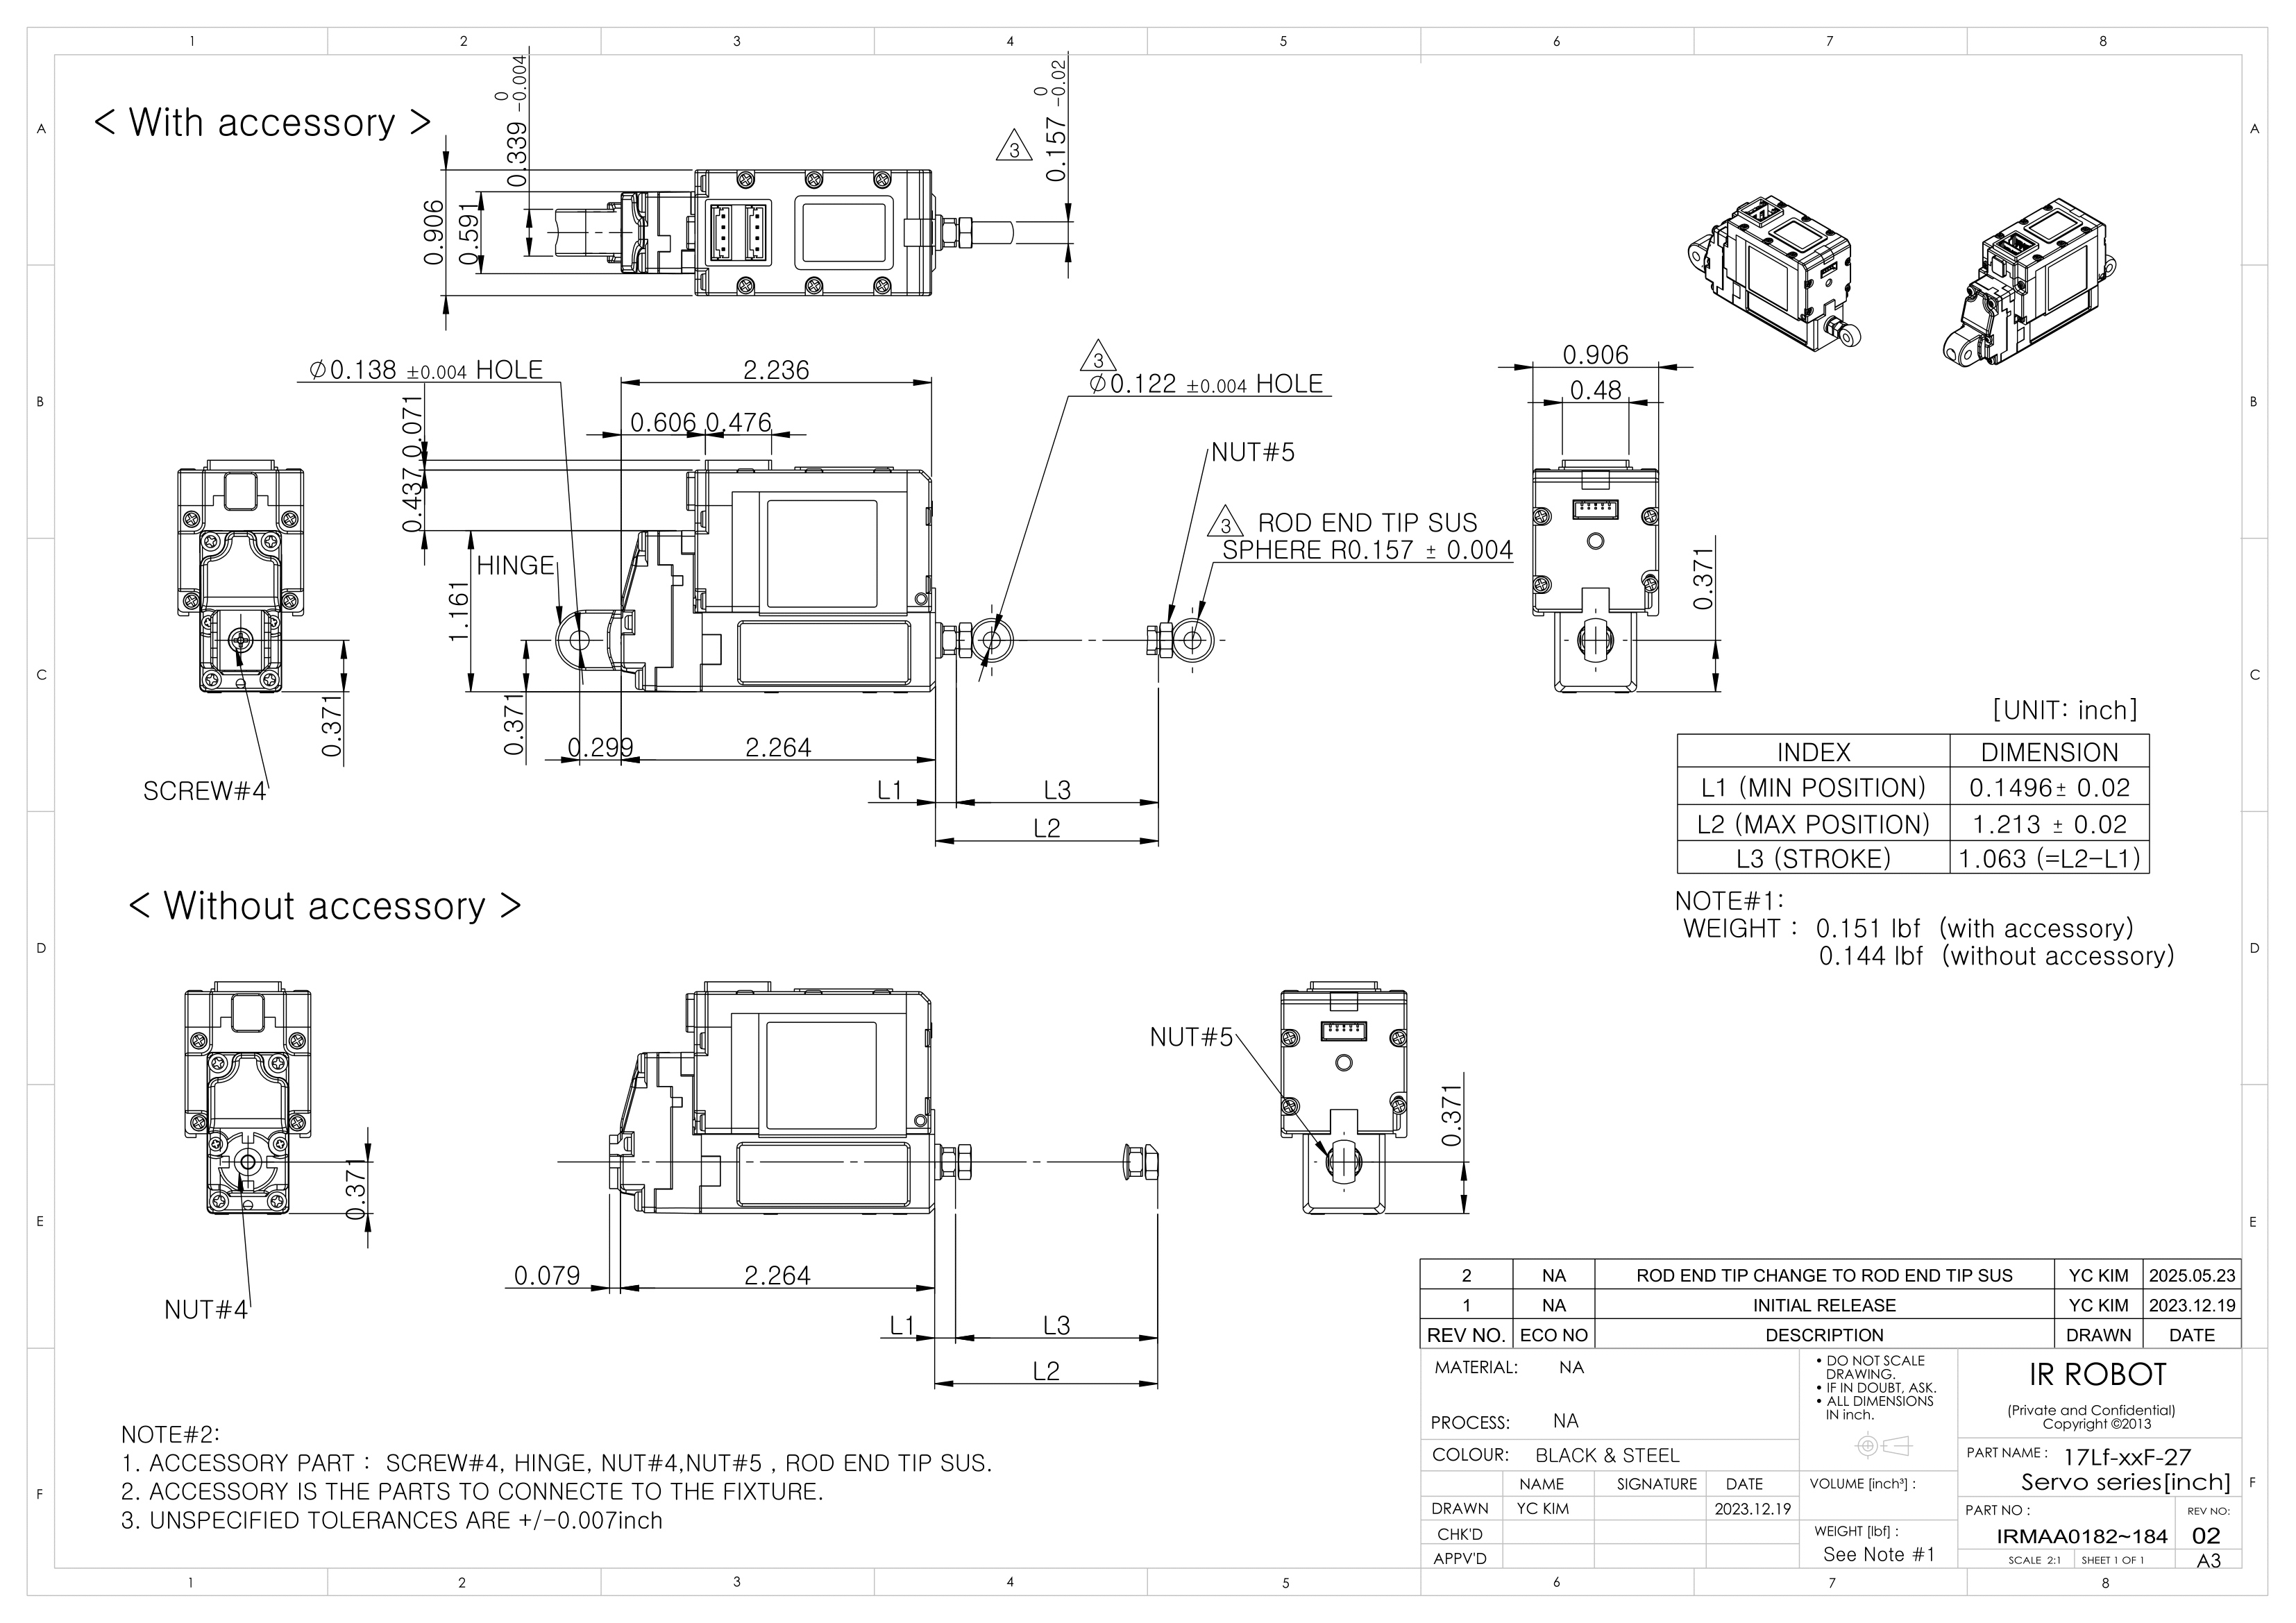 1 2 3 4 5 6 7 8
A A
B B
C C
D D
E E
F F
< With accessory >
0.906
0.591
0.339 0 -0.004
3
0.157 0 -0.02
Ø0.138 ±0.004 HOLE
2.236
3
Ø0.122 ±0.004 HOLE
0.606 0.476
0.071
0.437
NUT#5
3 ROD END TIP SUS
SPHERE R0.157 ± 0.004
HINGE
1.161
0.371
0.299
2.264
L1
L3
L2
0.371
SCREW#4
0.906
0.48
0.371
[UNIT: inch]
INDEX DIMENSION
L1 (MIN POSITION) 0.1496± 0.02
L2 (MAX POSITION) 1.213 ± 0.02
L3 (STROKE) 1.063 (=L2-L1)
NOTE#1:
WEIGHT : 0.151 lbf (with accessory)
0.144 lbf (without accessory)
< Without accessory >
0.371
NUT#4
0.079
2.264
L1
L3
L2
NUT#5
0.371
NOTE#2:
1. ACCESSORY PART : SCREW#4, HINGE, NUT#4,NUT#5 , ROD END TIP SUS.
2. ACCESSORY IS THE PARTS TO CONNECTE TO THE FIXTURE.
3. UNSPECIFIED TOLERANCES ARE +/-0.007inch
2 NA ROD END TIP CHANGE TO ROD END TIP SUS YC KIM 2025.05.23
1 NA INITIAL RELEASE YC KIM 2023.12.19
REV NO. ECO NO DESCRIPTION DRAWN DATE
MATERIAL: NA
PROCESS: NA
COLOUR: BLACK & STEEL
• DO NOT SCALE
DRAWING.
• IF IN DOUBT, ASK.
• ALL DIMENSIONS
IN inch.
IR ROBOT
(Private and Confidential)
Copyright ©2013
PART NAME : 17Lf-xxF-27
Servo series[inch]
NAME SIGNATURE DATE
DRAWN YC KIM 2023.12.19
CHK'D
APPV'D
VOLUME [inch³] :
WEIGHT [lbf] :
See Note #1
PART NO :
IRMAA0182~184
REV NO:
02
SCALE 2:1 SHEET 1 OF 1 A3
1 2 3 4 5 6 7 8